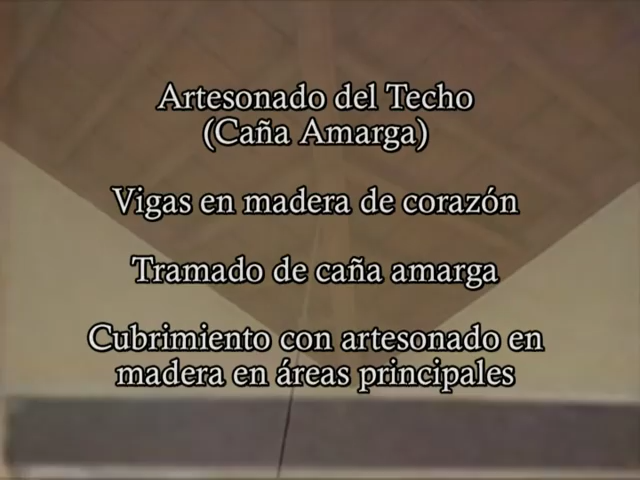 Artesonado del Techo
(Caña Amarga)
Vigas en madera de corazón
Tramado de caña amarga
Cubrimiento con artesonado en
madera en áreas principales